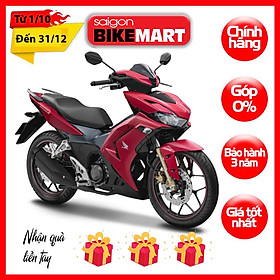 Từ 1/10
Đến 31/12
saigon
BIKEMART
Chính
hãng
Góp
0%
Bảo hành
3 năm
Giá tốt
nhất
Nhận quà
liền tay